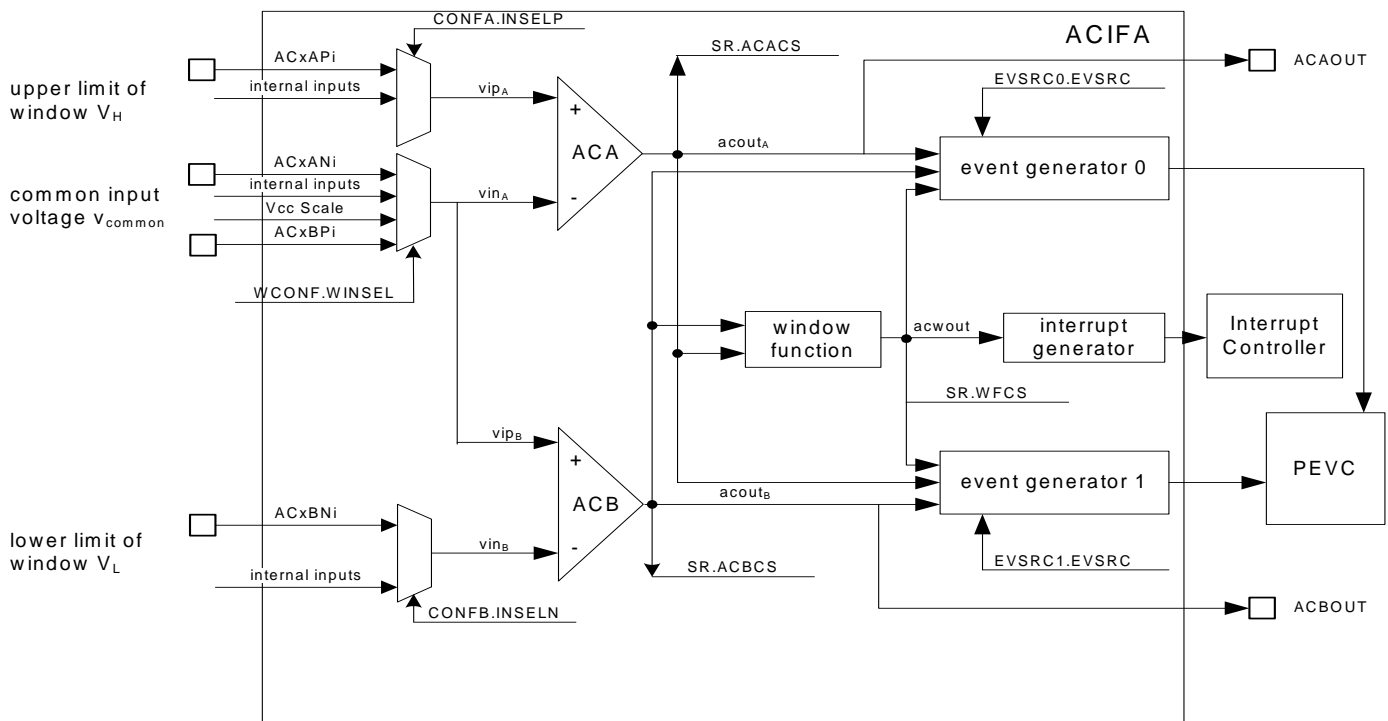 CONFA.INSELP
ACIFA
ACxAPi
SR.ACACS
ACAOUT
upper limit of
window VH
internal inputs
vipA
EVSRC0.EVSRC
+
ACA
-
acoutA
event generator 0
ACxANi
common input
voltage vcommon
internal inputs
vinA
Vcc Scale
ACxBPi
WCONF.WINSEL
window
function
acwout
interrupt
generator
Interrupt
Controller
SR.WFCS
vipB
+
ACB
-
acoutB
event generator 1
PEVC
ACxBNi
lower limit of
window VL
vinB
internal inputs
SR.ACBCS
EVSRC1.EVSRC
CONFB.INSELN
ACBOUT